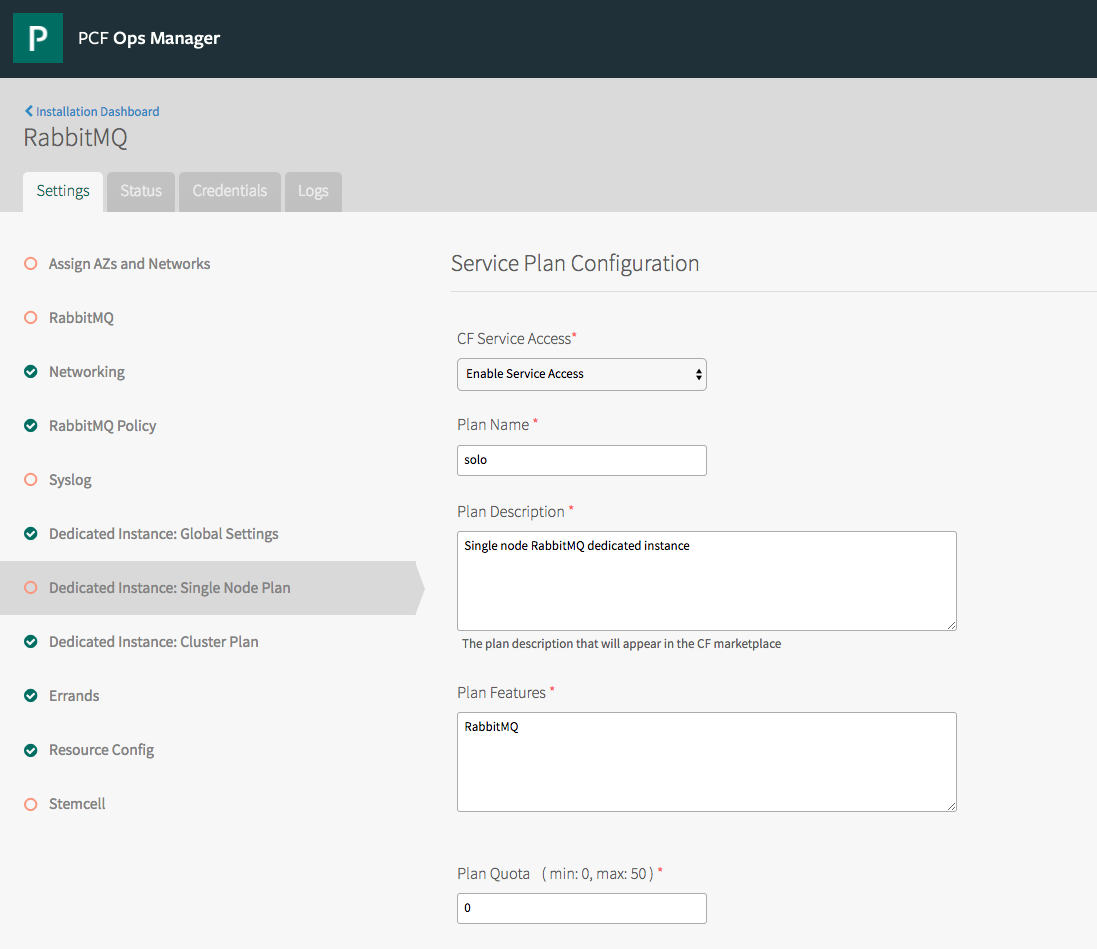 P
PCF Ops Manager
Installation Dashboard
RabbitMQ
Settings
Status
Credentials
Logs
Assign AZs and Networks
RabbitMQ
Networking
RabbitMQ Policy
Syslog
Dedicated Instance: Global Settings
Dedicated Instance: Single Node Plan
Dedicated Instance: Cluster Plan
Errands
Resource Config
Stemcell
Service Plan Configuration
CF Service Access*
Enable Service Access
Plan Name *
solo
Plan Description *
Single node RabbitMQ dedicated instance
The plan description that will appear in the CF marketplace
Plan Features *
RabbitMQ
Plan Quota ( min: 0, max: 50 ) *
0